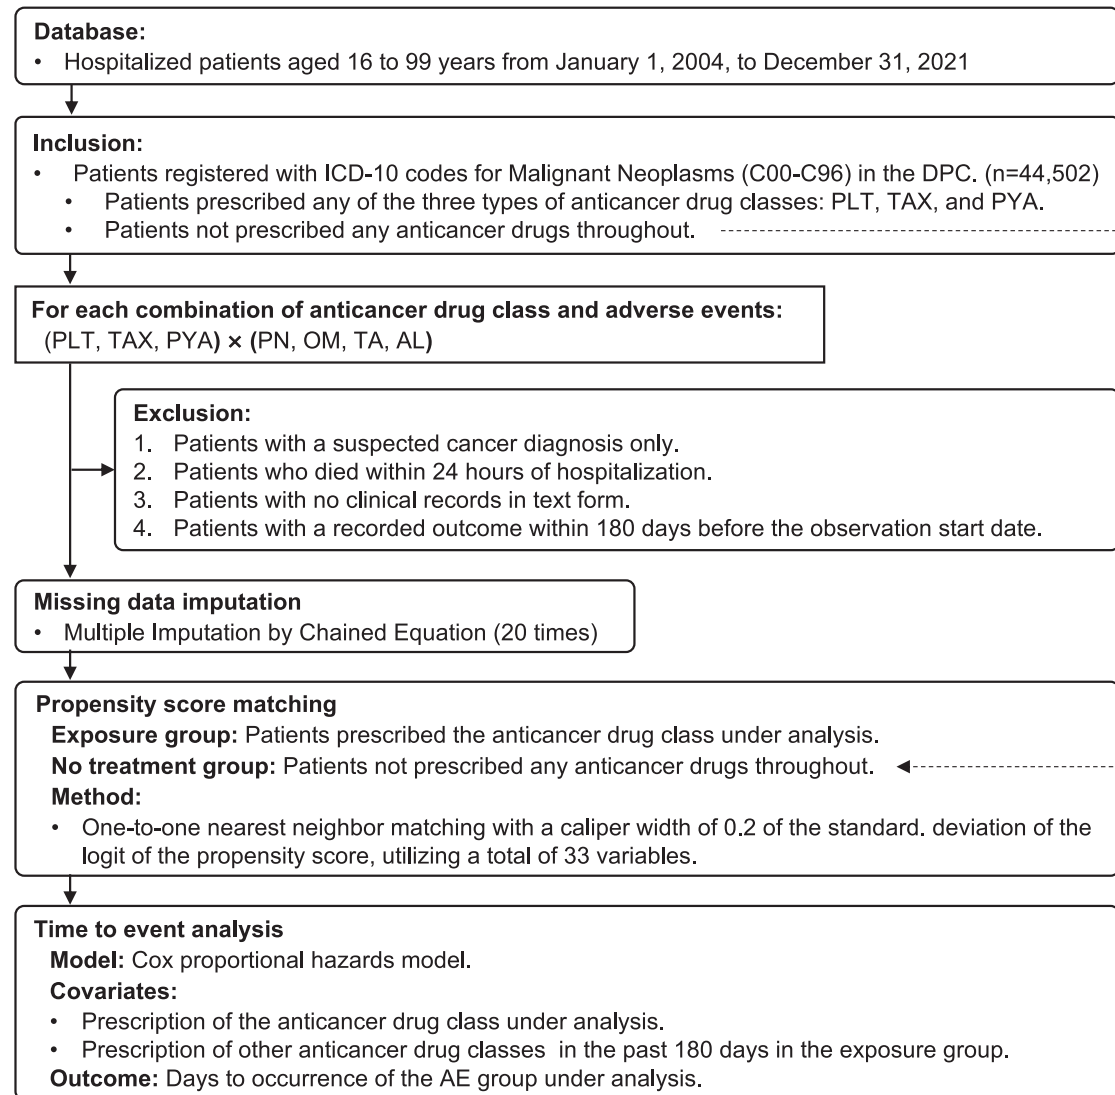 Database:
• Hospitalized patients aged 16 to 99 years from January 1, 2004, to December 31, 2021
Inclusion:
• Patients registered with ICD-10 codes for Malignant Neoplasms (C00-C96) in the DPC. (n=44,502)
• Patients prescribed any of the three types of anticancer drug classes: PLT, TAX, and PYA.
• Patients not prescribed any anticancer drugs throughout.
For each combination of anticancer drug class and adverse events:
(PLT, TAX, PYA) × (PN, OM, TA, AL)
Exclusion:
1. Patients with a suspected cancer diagnosis only.
2. Patients who died within 24 hours of hospitalization.
3. Patients with no clinical records in text form.
4. Patients with a recorded outcome within 180 days before the observation start date.
Missing data imputation
• Multiple Imputation by Chained Equation (20 times)
Propensity score matching
Exposure group: Patients prescribed the anticancer drug class under analysis.
No treatment group: Patients not prescribed any anticancer drugs throughout.
Method:
• One-to-one nearest neighbor matching with a caliper width of 0.2 of the standard. deviation of the
logit of the propensity score, utilizing a total of 33 variables.
Time to event analysis
Model: Cox proportional hazards model.
Covariates:
• Prescription of the anticancer drug class under analysis.
• Prescription of other anticancer drug classes in the past 180 days in the exposure group.
Outcome: Days to occurrence of the AE group under analysis.